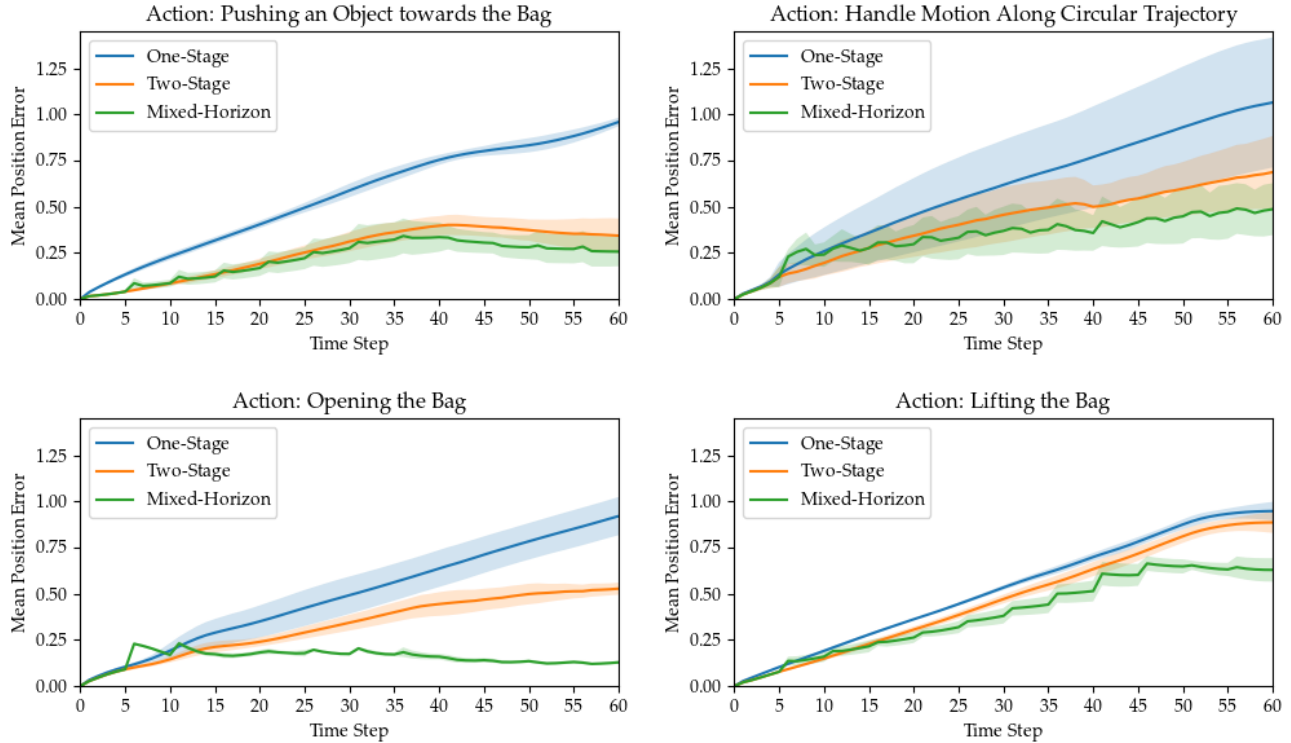 Action: Pushing an Object towards the Bag
One-Stage
Two-Stage
Mixed-Horizon
Mean Position Error
1.25
1.00
0.75
0.50
0.25
0.00
0 5 10 15 20 25 30 35 40 45 50 55 60
Time Step
Action: Handle Motion Along Circular Trajectory
One-Stage
Two-Stage
Mixed-Horizon
Mean Position Error
1.25
1.00
0.75
0.50
0.25
0.00
0 5 10 15 20 25 30 35 40 45 50 55 60
Time Step
Action: Opening the Bag
One-Stage
Two-Stage
Mixed-Horizon
Mean Position Error
1.25
1.00
0.75
0.50
0.25
0.00
0 5 10 15 20 25 30 35 40 45 50 55 60
Time Step
Action: Lifting the Bag
One-Stage
Two-Stage
Mixed-Horizon
Mean Position Error
1.25
1.00
0.75
0.50
0.25
0.00
0 5 10 15 20 25 30 35 40 45 50 55 60
Time Step